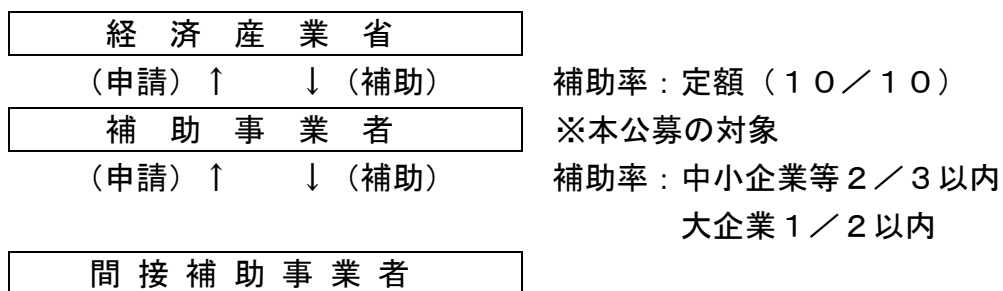 経済産業省
（申請）↑　↓（補助）　補助率：定額（１０／１０）
補助事業者　※本公募の対象
（申請）↑　↓（補助）　補助率：中小企業等２／３以内
大企業１／２以内
間接補助事業者